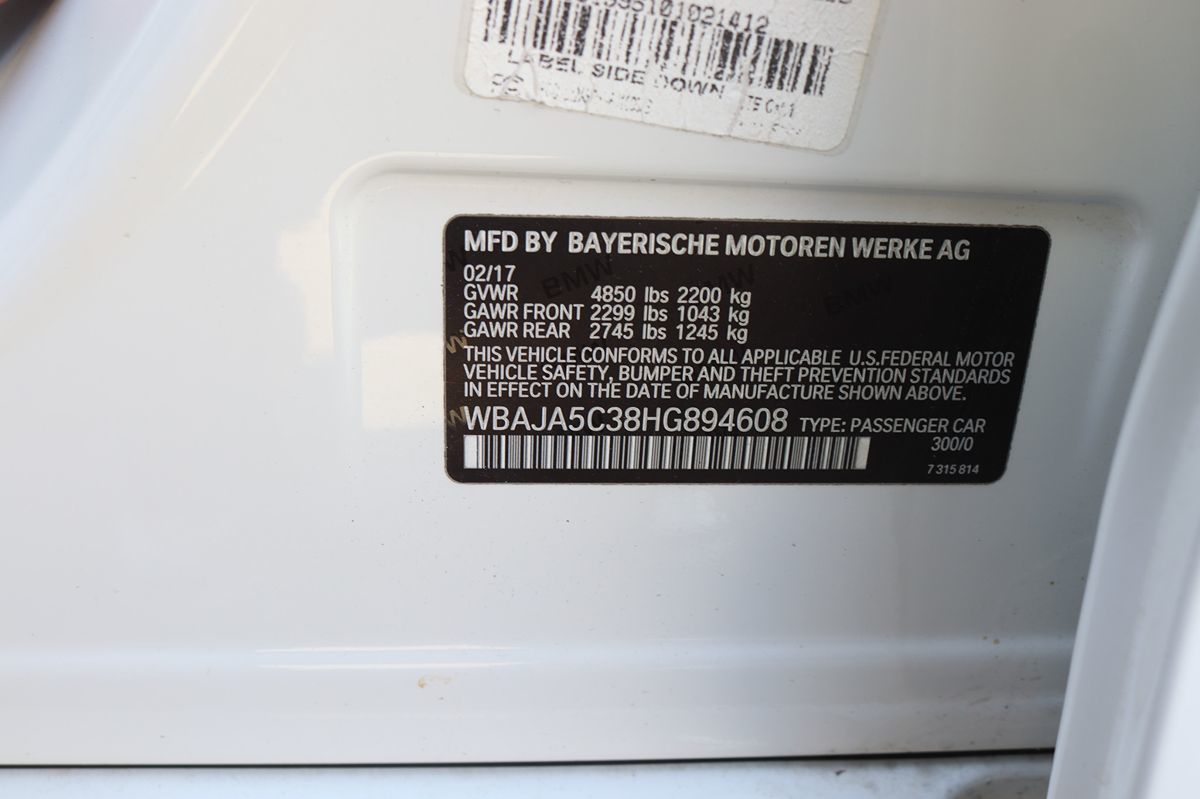 LABEL SIDE DOWN
MFD BY BAYERISCHE MOTOREN WERKE AG
02/17
GVWR 4850 lbs 2200 kg
GAWR FRONT 2299 lbs 1043 kg
GAWR REAR 2745 lbs 1245 kg
THIS VEHICLE CONFORMS TO ALL APPLICABLE U.S.FEDERAL MOTOR
VEHICLE SAFETY, BUMPER AND THEFT PREVENTION STANDARDS
IN EFFECT ON THE DATE OF MANUFACTURE SHOWN ABOVE.
WBAJA5C38HG894608 TYPE: PASSENGER CAR
300/0
7 315 814
BMW BMW BMW